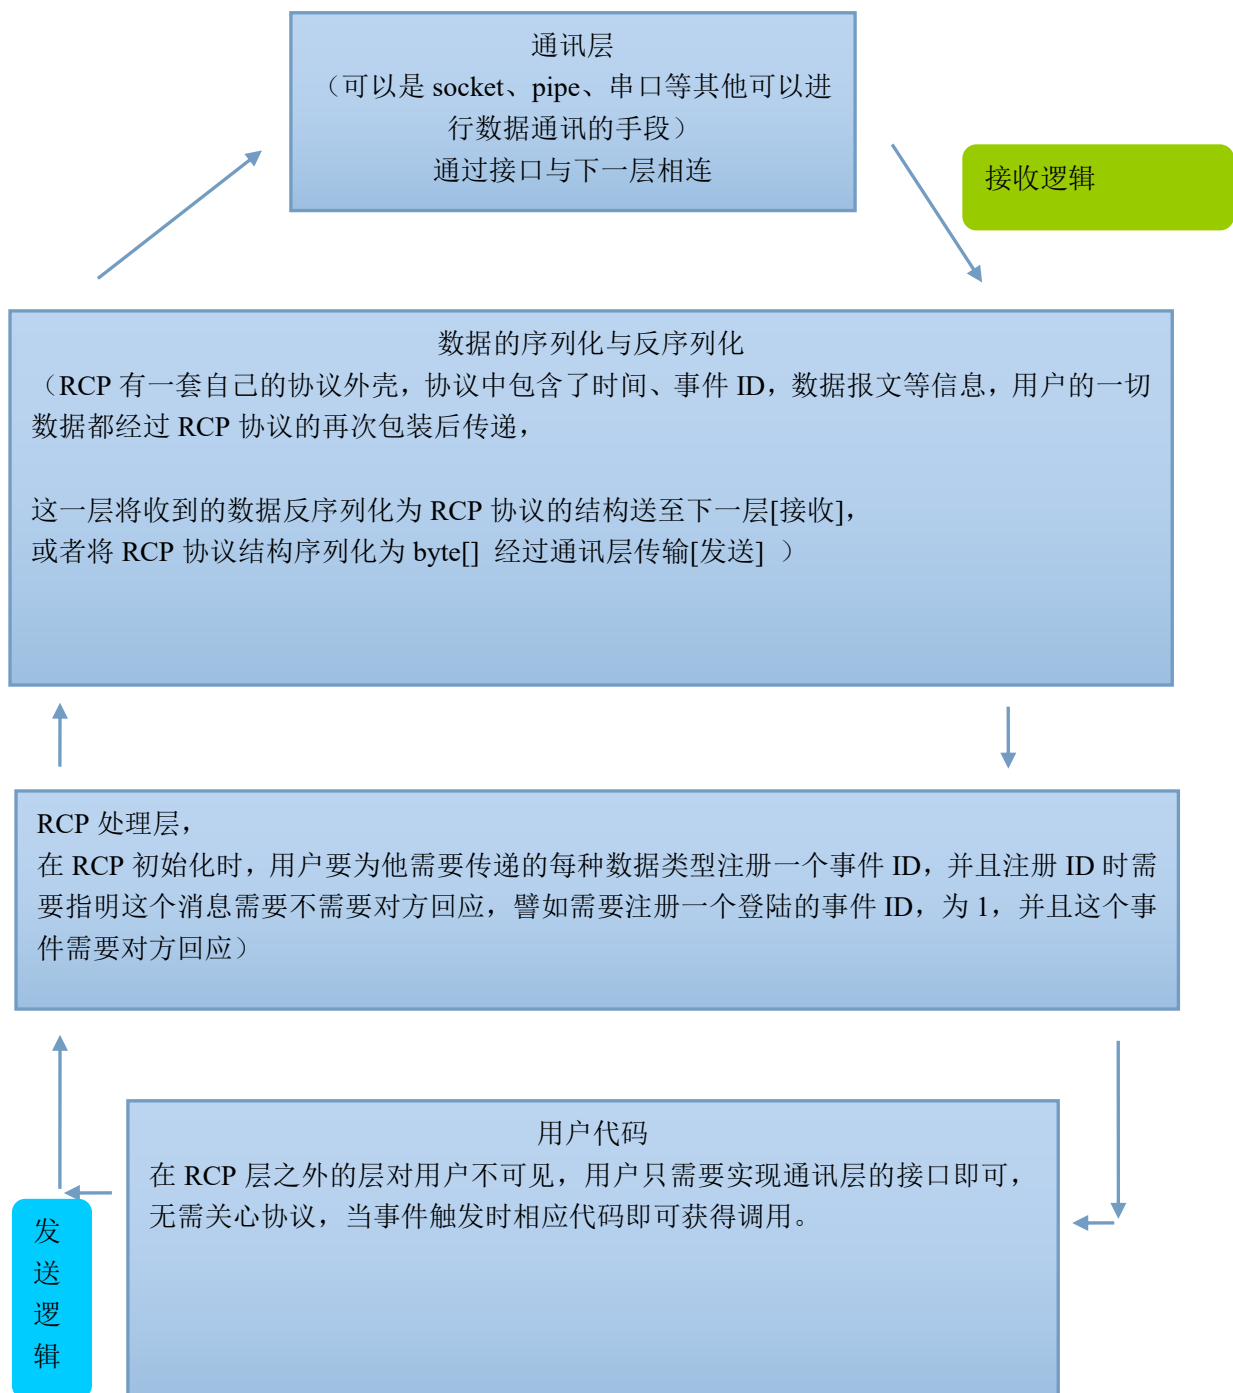 通讯层
（可以是 socket、pipe、串口等其他可以进
行数据通讯的手段）
通过接口与下一层相连
接收逻辑
数据的序列化与反序列化
（RCP 有一套自己的协议外壳，协议中包含了时间、事件 ID，数据报文等信息，用户的一切
数据都经过 RCP 协议的再次包装后传递，
这一层将收到的数据反序列化为 RCP 协议的结构送至下一层[接收]，
或者将 RCP 协议结构序列化为 byte[] 经过通讯层传输[发送] ）
RCP 处理层，
在 RCP 初始化时，用户要为他需要传递的每种数据类型注册一个事件 ID，并且注册 ID 时需
要指明这个消息需要不需要对方回应，譬如需要注册一个登陆的事件 ID，为 1，并且这个事
件需要对方回应）
用户代码
在 RCP 层之外的层对用户不可见，用户只需要实现通讯层的接口即可，
无需关心协议，当事件触发时相应代码即可获得调用。
发
送
逻
辑